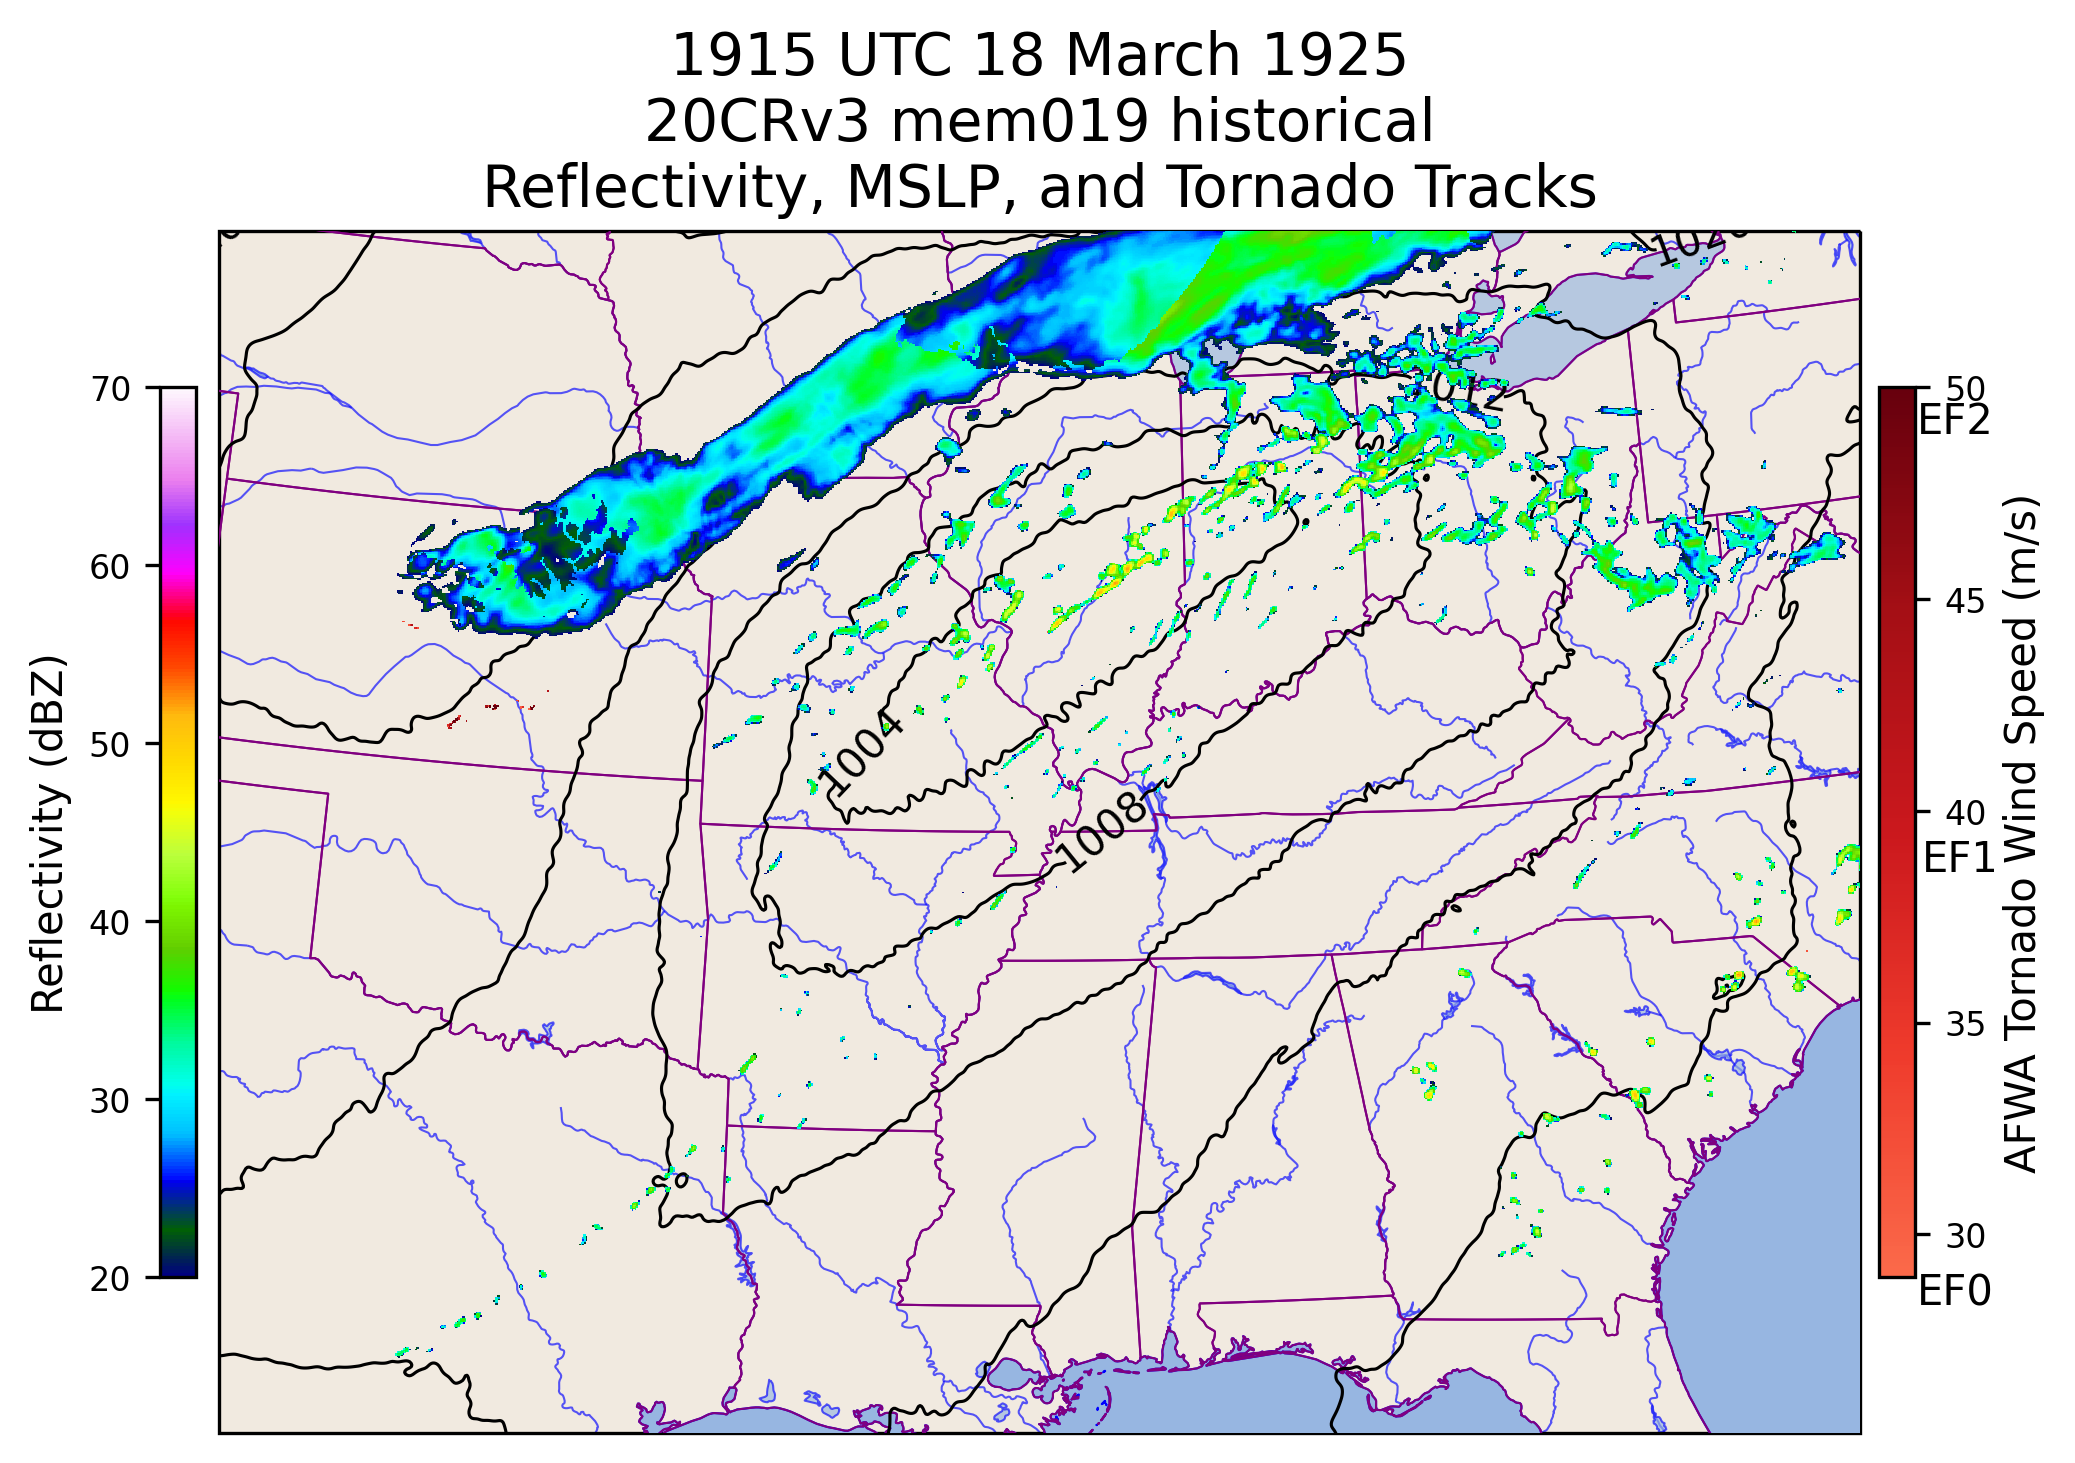 1915 UTC 18 March 1925
20CRv3 mem019 historical
Reflectivity, MSLP, and Tornado Tracks
70
60
50
40
30
20
Reflectivity (dBZ)
1012
1004
1008
50
EF2
45
40
EF1
35
30
EF0
AFWA Tornado Wind Speed (m/s)